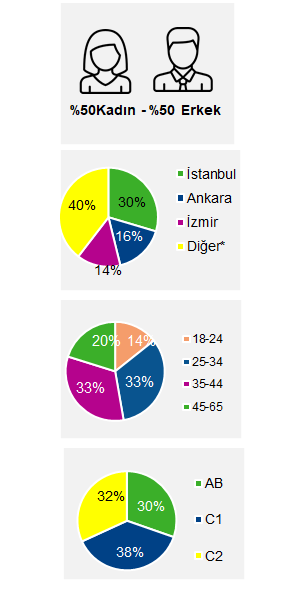 %50Kadın - %50 Erkek
30%
16%
14%
40%
İstanbul
Ankara
İzmir
Diğer*
14%
33%
33%
20%
18-24
25-34
35-44
45-65
30%
38%
32%
AB
C1
C2